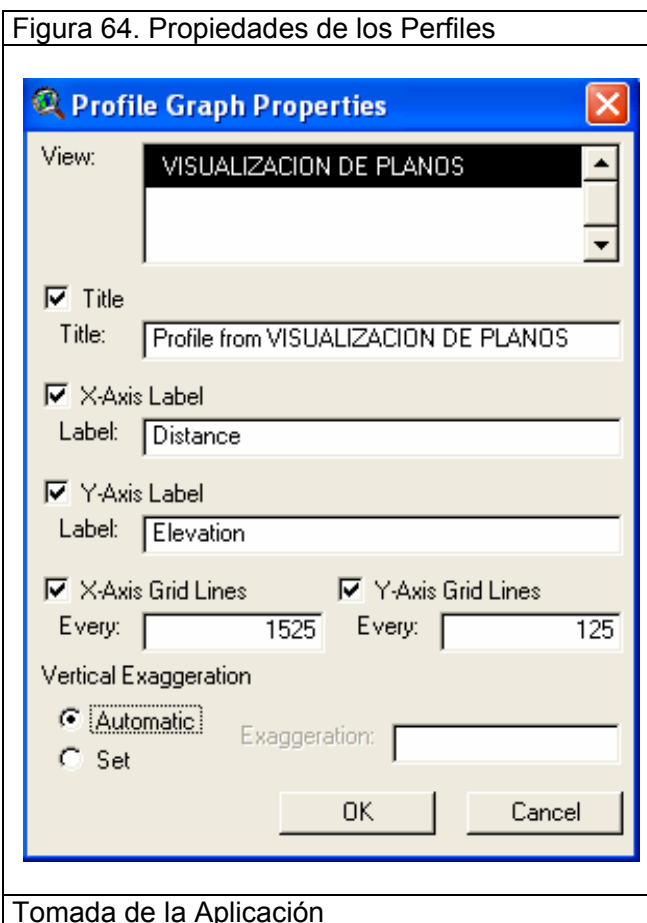 Figura 64. Propiedades de los Perfiles
Profile Graph Properties
View:
VISUALIZACION DE PLANOS
Title
Title: Profile from VISUALIZACION DE PLANOS
X-Axis Label
Label: Distance
Y-Axis Label
Label: Elevation
X-Axis Grid Lines Y-Axis Grid Lines
Every: 1525 Every: 125
Vertical Exaggeration
Automatic Exaggeration:
Set
OK Cancel
Tomada de la Aplicación